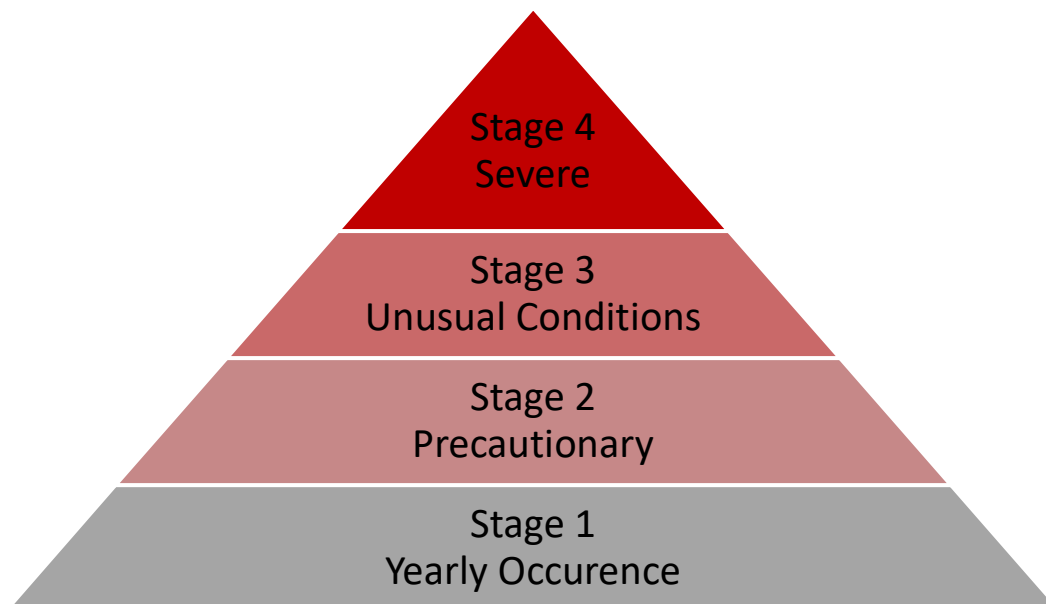 Stage 4
Severe
Stage 3
Unusual Conditions
Stage 2
Precautionary
Stage 1
Yearly Occurence